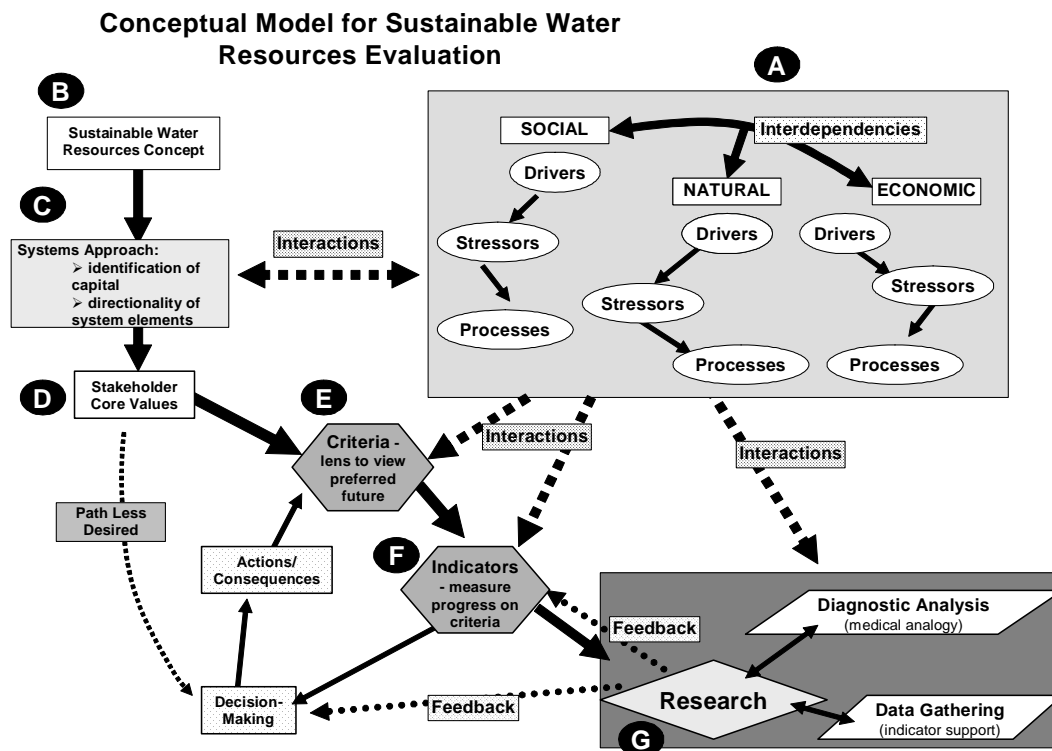 Conceptual Model for Sustainable Water
Resources Evaluation
A
B
Sustainable Water
Resources Concept
SOCIAL
Interdependencies
Drivers
NATURAL
ECONOMIC
C
Systems Approach:
➢ identification of
capital
➢ directionality of
system elements
Interactions
Stressors
Drivers
Drivers
Stressors
Stressors
Processes
Processes
Processes
D
Stakeholder
Core Values
E
Criteria -
lens to view
preferred
future
Interactions
Interactions
Path Less
Desired
Actions/
Consequences
F
Indicators
- measure
progress on
criteria
Feedback
Diagnostic Analysis
(medical analogy)
Research
Decision-
Making
Feedback
Data Gathering
(indicator support)
G